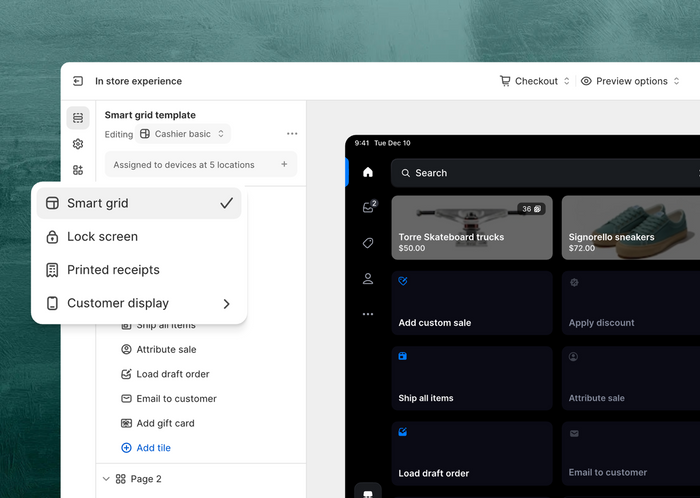 In store experience
Checkout
Preview options
Smart grid template
Editing Cashier basic
Assigned to devices at 5 locations +
Smart grid
Lock screen
Printed receipts
Customer display
Ship all items
Attribute sale
Load draft order
Email to customer
Add gift card
Add tile
Page 2
9:41 Tue Dec 10
Search
2
36
Torre Skateboard trucks
$50.00
Signorello sneakers
$72.00
Add custom sale
Apply discount
Ship all items
Attribute sale
Load draft order
Email to customer